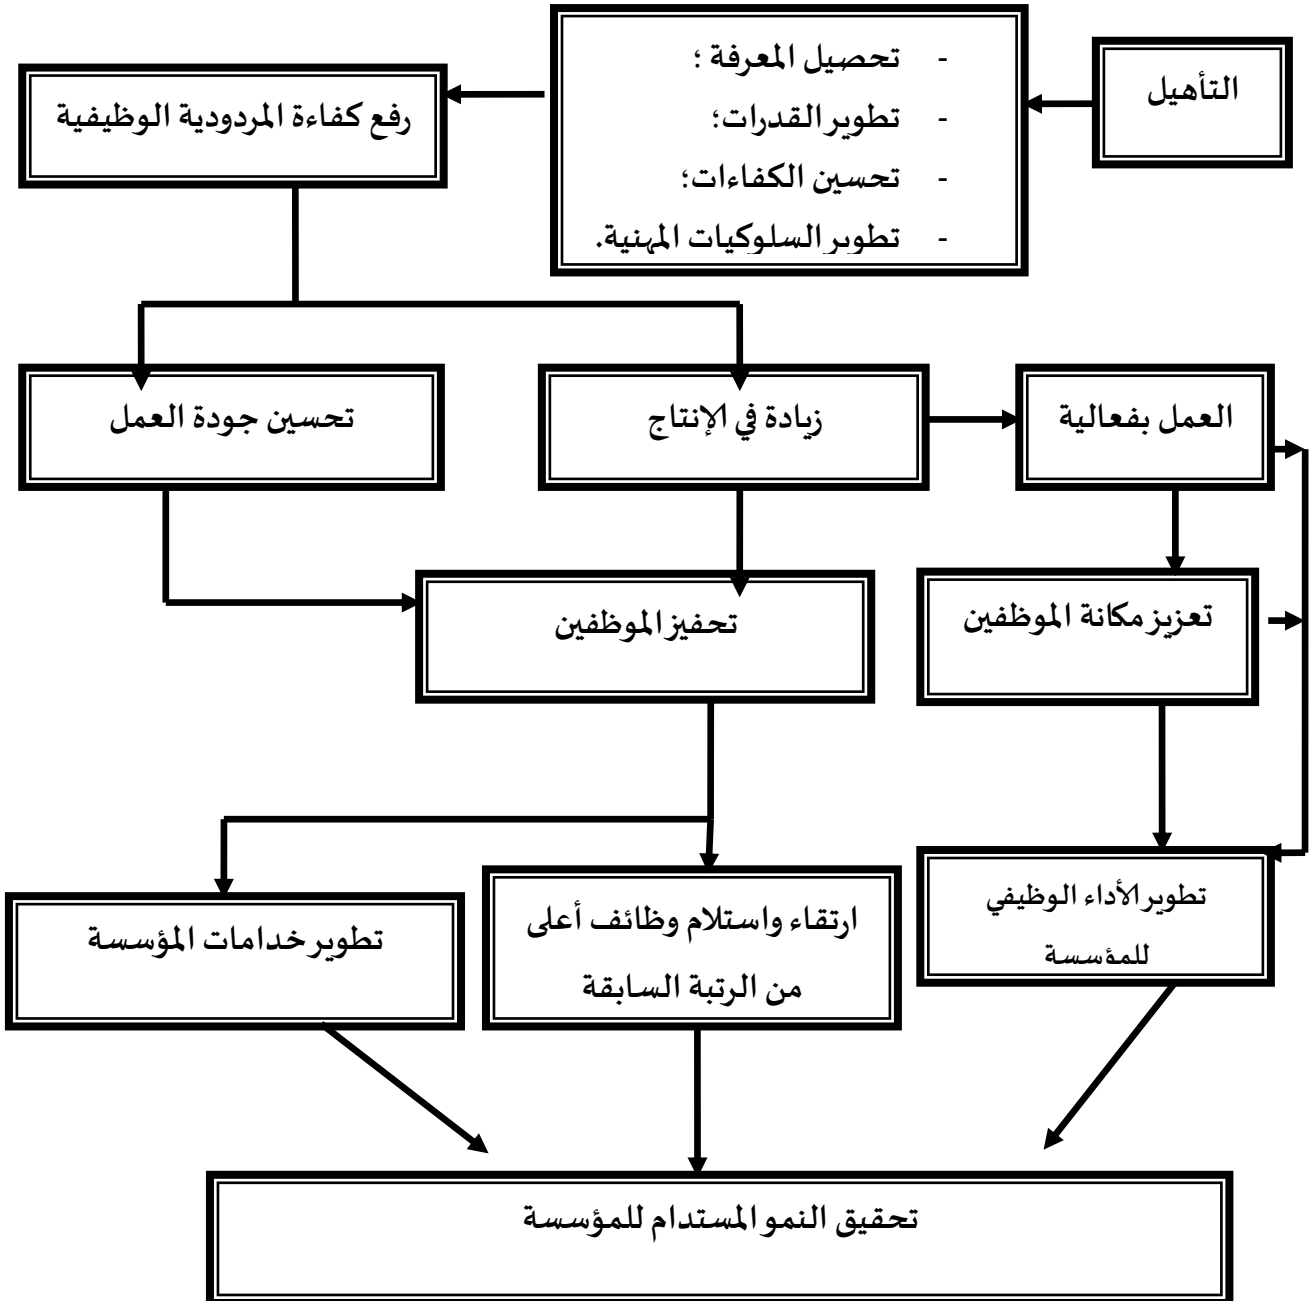 التأهيل
- تحصيل المعرفة ؛
- تطوير القدرات؛
- تحسين الكفاءات؛
- تطوير السلوكيات المهنية.
رفع كفاءة المردودية الوظيفية
العمل بفعالية
زيادة في الإنتاج
تحسين جودة العمل
تعزيز مكانة الموظفين
تحفيز الموظفين
تطوير الأداء الوظيفي
للمؤسسة
ارتقاء واستلام وظائف أعلى
من الرتبة السابقة
تطوير خدامات المؤسسة
تحقيق النمو المستدام للمؤسسة